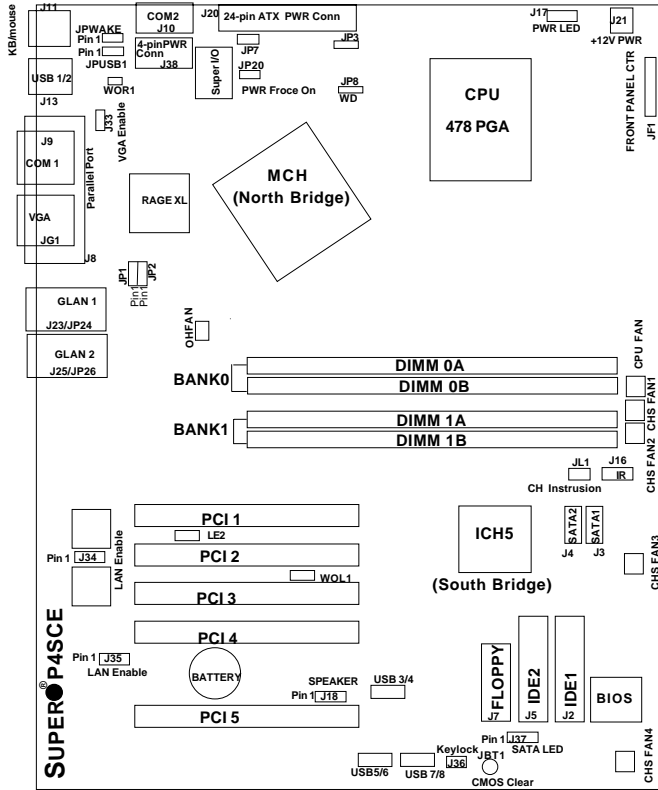 J11
KB/mouse
JPWAKE
Pin 1
Pin 1
JPUSB1
COM2
J10
4-pinPWR
Conn
J38
J20
24-pin ATX PWR Conn
Super I/O
JP7
JP20
PWR Froce On
JP3
JP8
WD
J17
PWR LED
J21
+12V PWR
FRONT PANEL CTR
JF1
USB 1/2
J13
WOR1
J33
VGA Enable
CPU
478 PGA
J9
COM 1
Parallel Port
VGA
JG1
J8
RAGE XL
MCH
(North Bridge)
JP1
JP2
Pin1
Pin1
GLAN 1
J23/JP24
GLAN 2
J25/JP26
OHFAN
BANK0
DIMM 0A
DIMM 0B
BANK1
DIMM 1A
DIMM 1B
CPU FAN
CHS FAN1
CHS FAN2
JL1
CH Instrusion
J16
IR
PCI 1
LE2
Pin 1
J34
LAN Enable
PCI 2
WOL1
PCI 3
ICH5
(South Bridge)
SATA2
J4
SATA1
J3
CHS FAN3
PCI 4
Pin 1
J35
LAN Enable
BATTERY
SPEAKER
Pin 1
J18
USB 3/4
FLOPPY
J7
IDE2
J5
IDE1
J2
BIOS
SUPER® P4SCE
PCI 5
Pin 1
J37
SATA LED
Keylock
J36
JBT1
CMOS Clear
USB5/6
USB 7/8
CHS FAN4